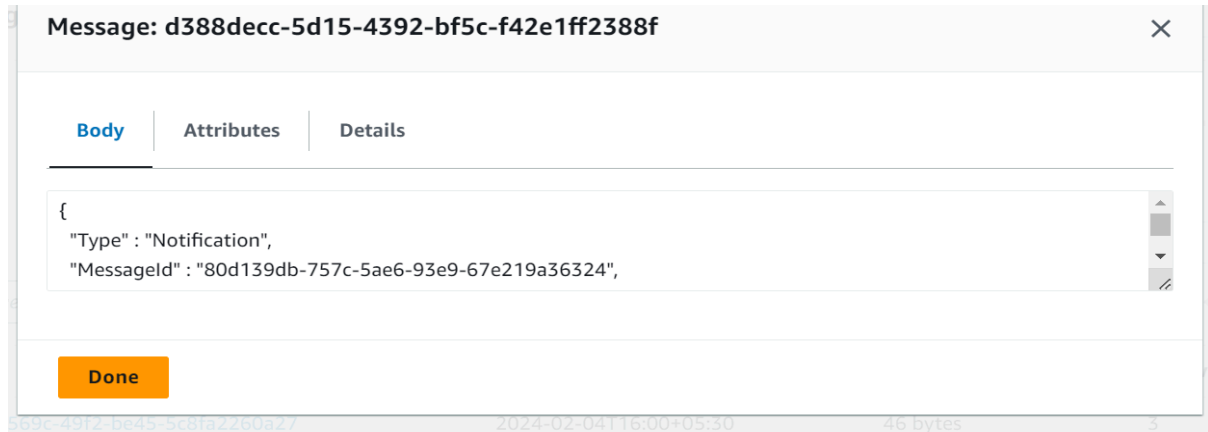 Message: d388decc-5d15-4392-bf5c-f42e1ff2388f
Body Attributes Details
{
"Type" : "Notification",
"MessageId" : "80d139db-757c-5ae6-93e9-67e219a36324",
Done
569c-49f2-be45-5c8fa2260a27 2024-02-04T16:00+05:30 46 bytes 3